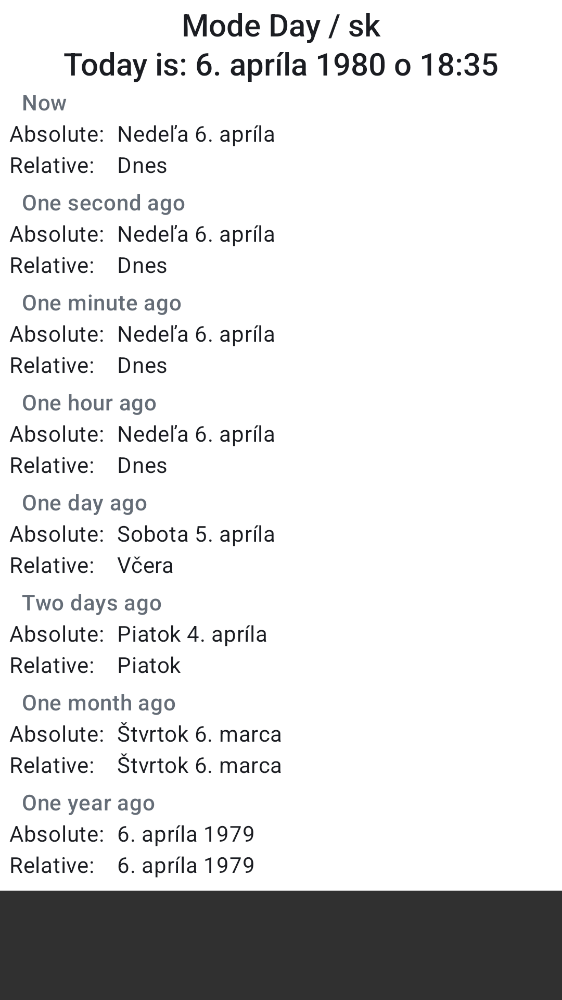 Mode Day / sk
Today is: 6. apríla 1980 o 18:35
Now
Absolute: Nedeľa 6. apríla
Relative: Dnes
One second ago
Absolute: Nedeľa 6. apríla
Relative: Dnes
One minute ago
Absolute: Nedeľa 6. apríla
Relative: Dnes
One hour ago
Absolute: Nedeľa 6. apríla
Relative: Dnes
One day ago
Absolute: Sobota 5. apríla
Relative: Včera
Two days ago
Absolute: Piatok 4. apríla
Relative: Piatok
One month ago
Absolute: Štvrtok 6. marca
Relative: Štvrtok 6. marca
One year ago
Absolute: 6. apríla 1979
Relative: 6. apríla 1979